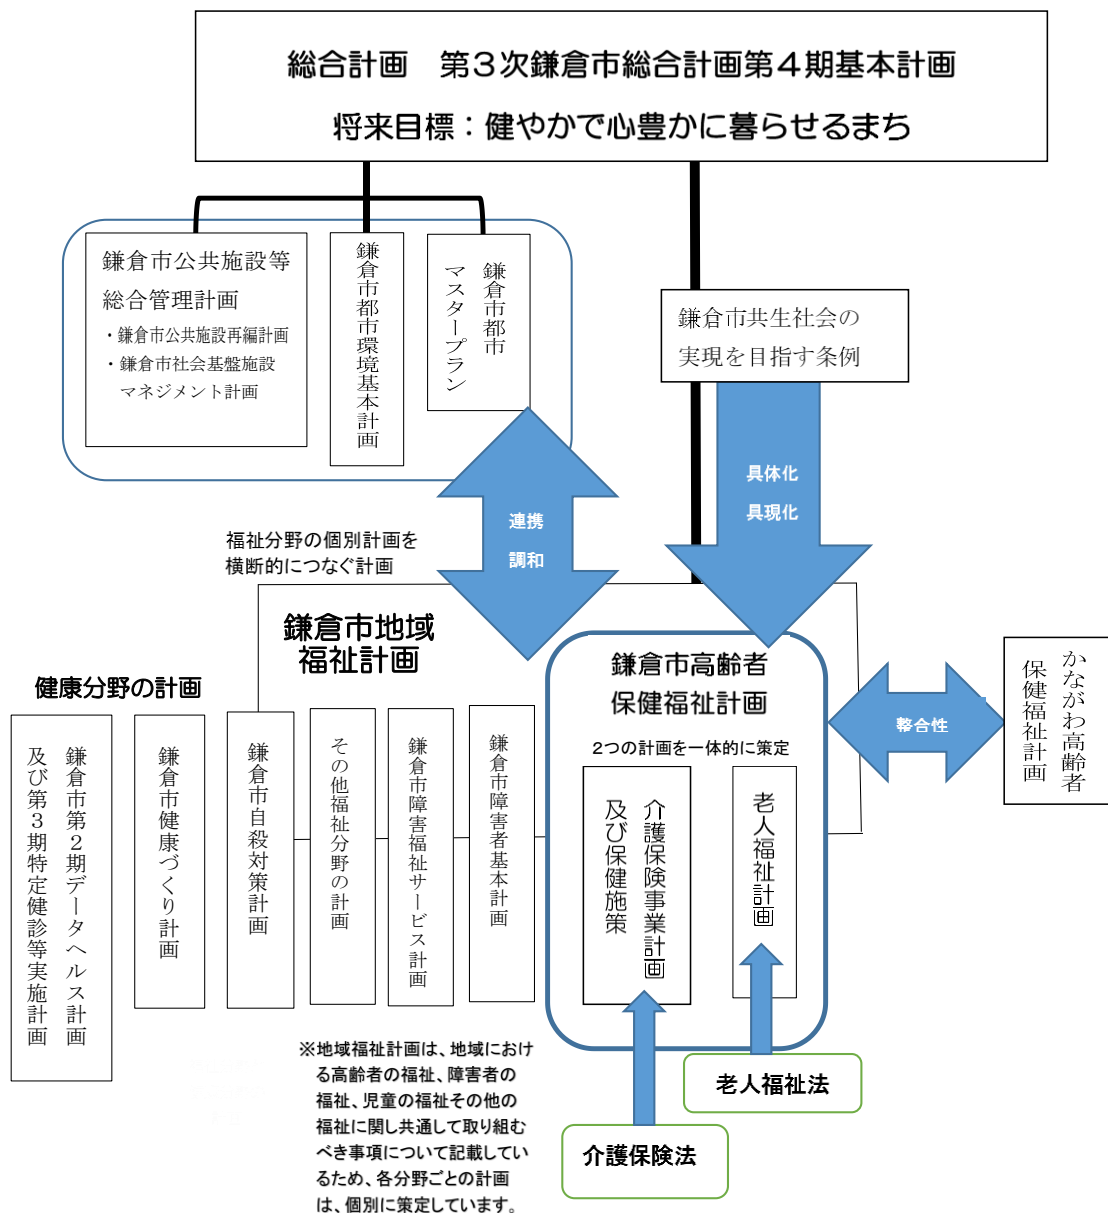 総合計画　第３次鎌倉市総合計画第４期基本計画
将来目標：健やかで心豊かに暮らせるまち
鎌倉市公共施設等
総合管理計画
・鎌倉市公共施設再編計画
・鎌倉市社会基盤施設
マネジメント計画
鎌倉市都市環境基本計画
鎌倉市都市
マスタープラン
鎌倉市共生社会の
実現を目指す条例
具体化
具現化
連携
調和
福祉分野の個別計画を
横断的につなぐ計画
鎌倉市地域
福祉計画
鎌倉市高齢者
保健福祉計画
２つの計画を一体的に策定
整合性
かながわ高齢者
保健福祉計画
健康分野の計画
鎌倉市第２期データヘルス計画
及び第３期特定健診等実施計画
鎌倉市健康づくり計画
鎌倉市自殺対策計画
その他福祉分野の計画
鎌倉市障害福祉サービス計画
鎌倉市障害者基本計画
介護保険事業計画
及び保健施策
老人福祉計画
※地域福祉計画は、地域におけ
る高齢者の福祉、障害者の
福祉、児童の福祉その他の
福祉に関し共通して取り組む
べき事項について記載してい
るため、各分野ごとの計画
は、個別に策定しています。
老人福祉法
介護保険法